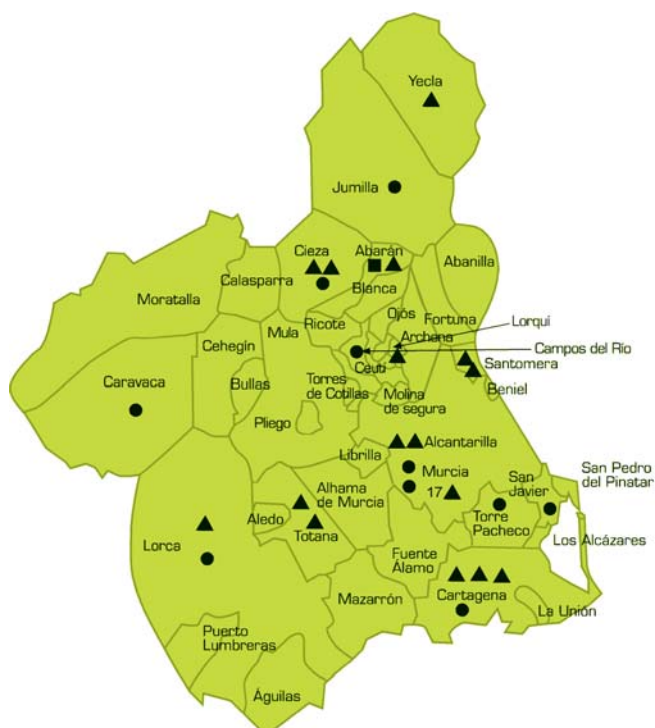 Yecla
Jumilla
Cieza
Abarán
Abanilla
Calasparra
Blanca
Moratalla
Ojós
Fortuna
Lorquí
Mula
Ricote
Archena
Cehegín
Campos del Río
Ceutí
Santomera
Caravaca
Bullas
Torres
de Cotillas
Molina
de segura
Beniel
Pliego
Alcantarilla
Librilla
Murcia
San Pedro
del Pinatar
San
Javier
17
Alhama
de Murcia
Aledo
Totana
Torre
Pacheco
Los Alcázares
Lorca
Fuente
Álamo
Mazarrón
Cartagena
La Unión
Puerto
Lumbreras
Águilas